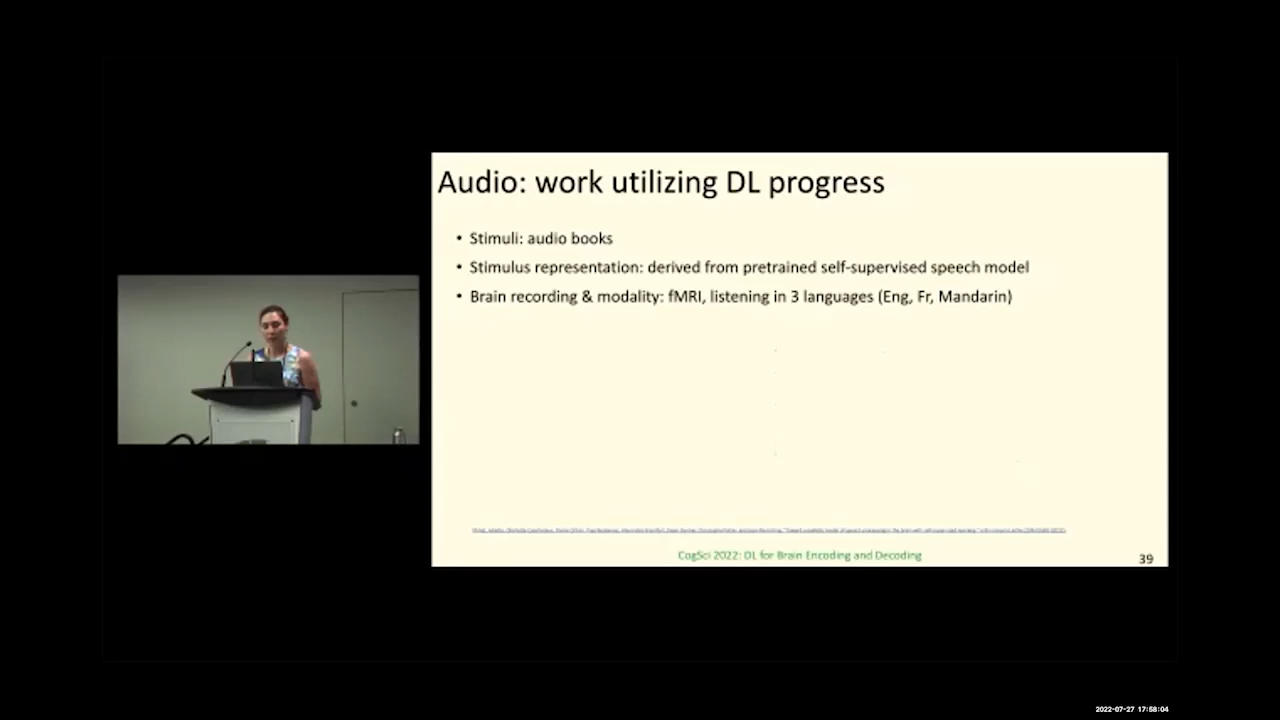 Audio: work utilizing DL progress
• Stimuli: audio books
• Stimulus representation: derived from pretrained self-supervised speech model
• Brain recording & modality: fMRI, listening in 3 languages (Eng, Fr, Mandarin)
CogSci 2022: DL for Brain Encoding and Decoding
39
2022-07-27 17:58:04